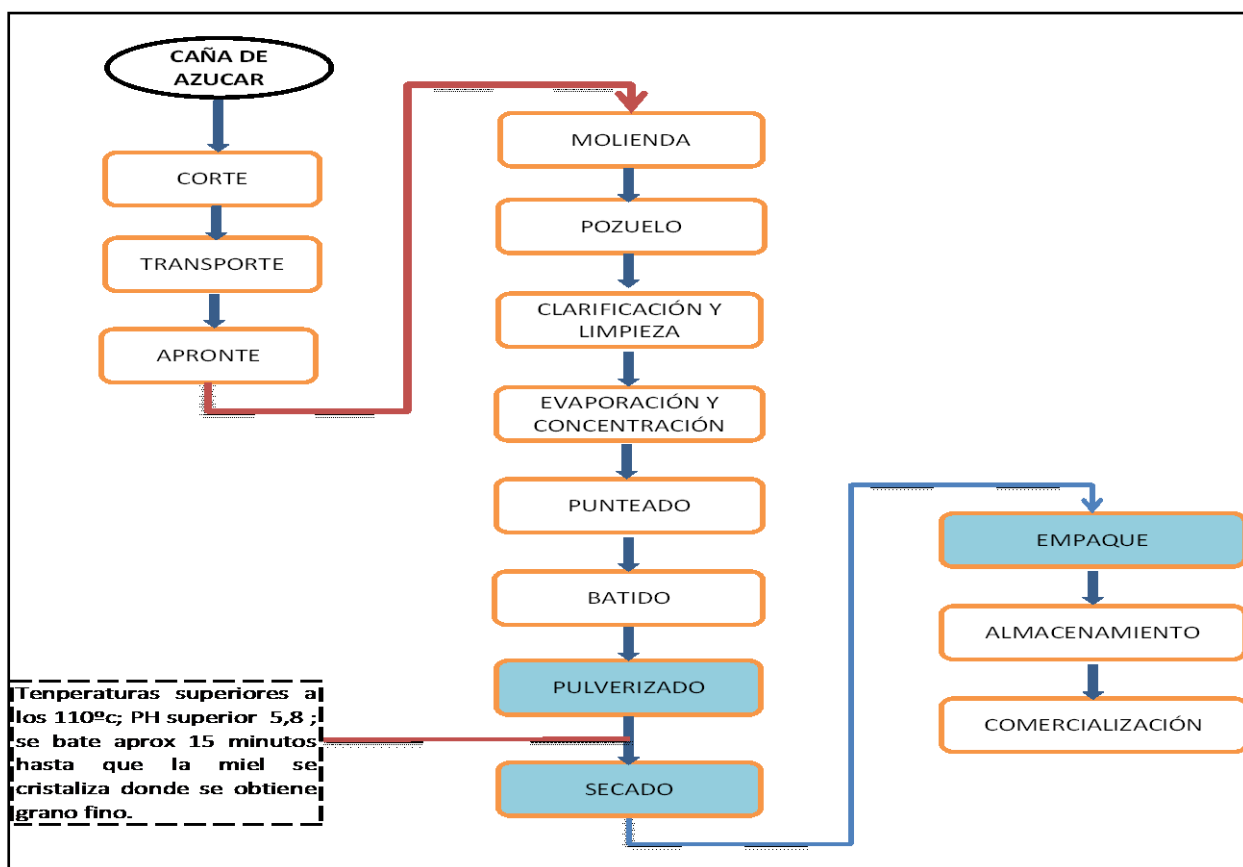 CAÑA DE
AZUCAR
CORTE
TRANSPORTE
APRONTE
MOLIENDA
POZUELO
CLARIFICACIÓN Y
LIMPIEZA
EVAPORACIÓN Y
CONCENTRACIÓN
PUNTEADO
BATIDO
PULVERIZADO
Tenperaturas superiores a
los 110ºc; PH superior 5,8 ;
se bate aprox 15 minutos
hasta que la miel se
cristaliza donde se obtiene
grano fino.
SECADO
EMPAQUE
ALMACENAMIENTO
COMERCIALIZACIÓN